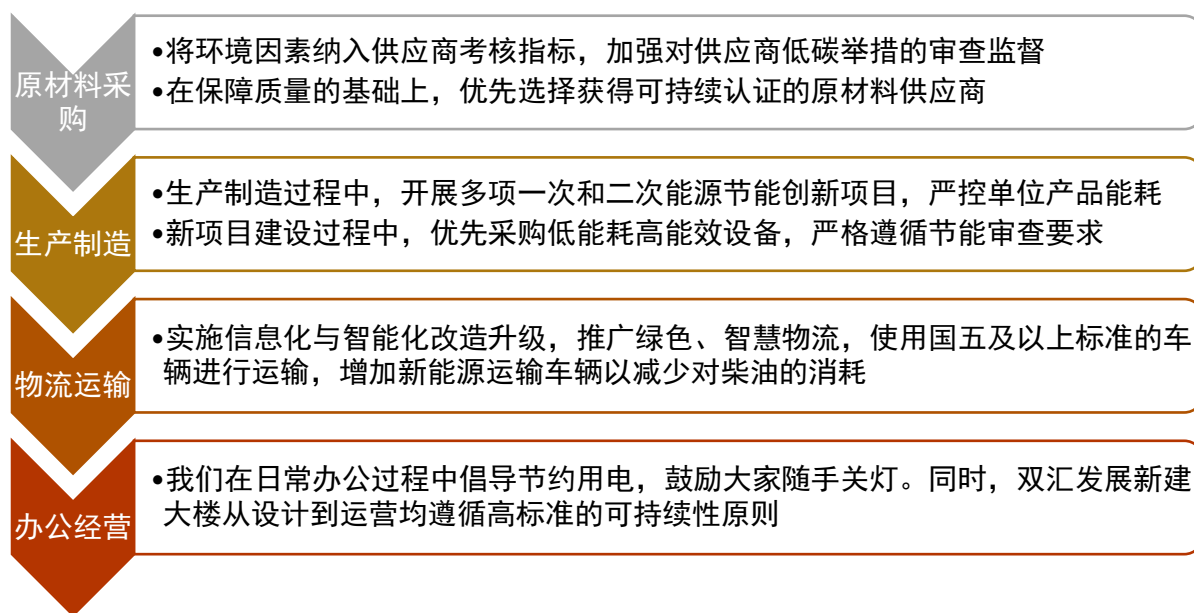 原材料采
购
•将环境因素纳入供应商考核指标，加强对供应商低碳举措的审查监督
•在保障质量的基础上，优先选择获得可持续认证的原材料供应商
生产制造
•生产制造过程中，开展多项一次和二次能源节能创新项目，严控单位产品能耗
•新项目建设过程中，优先采购低能耗高能效设备，严格遵循节能审查要求
物流运输
•实施信息化与智能化改造升级，推广绿色、智慧物流，使用国五及以上标准的车
辆进行运输，增加新能源运输车辆以减少对柴油的消耗
办公经营
•我们在日常办公过程中倡导节约用电，鼓励大家随手关灯。同时，双汇发展新建
大楼从设计到运营均遵循高标准的可持续性原则